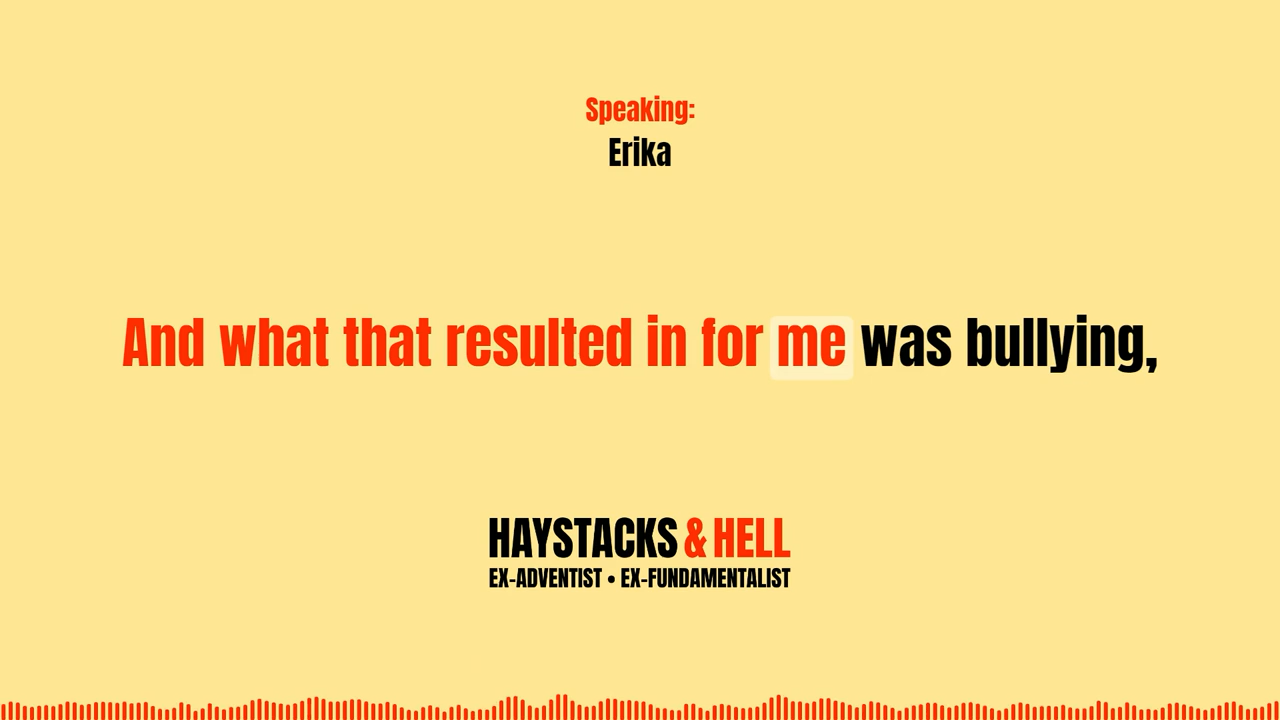 Speaking:
Erika
And what that resulted in for me was bullying,
HAYSTACKS & HELL
EX-ADVENTIST • EX-FUNDAMENTALIST